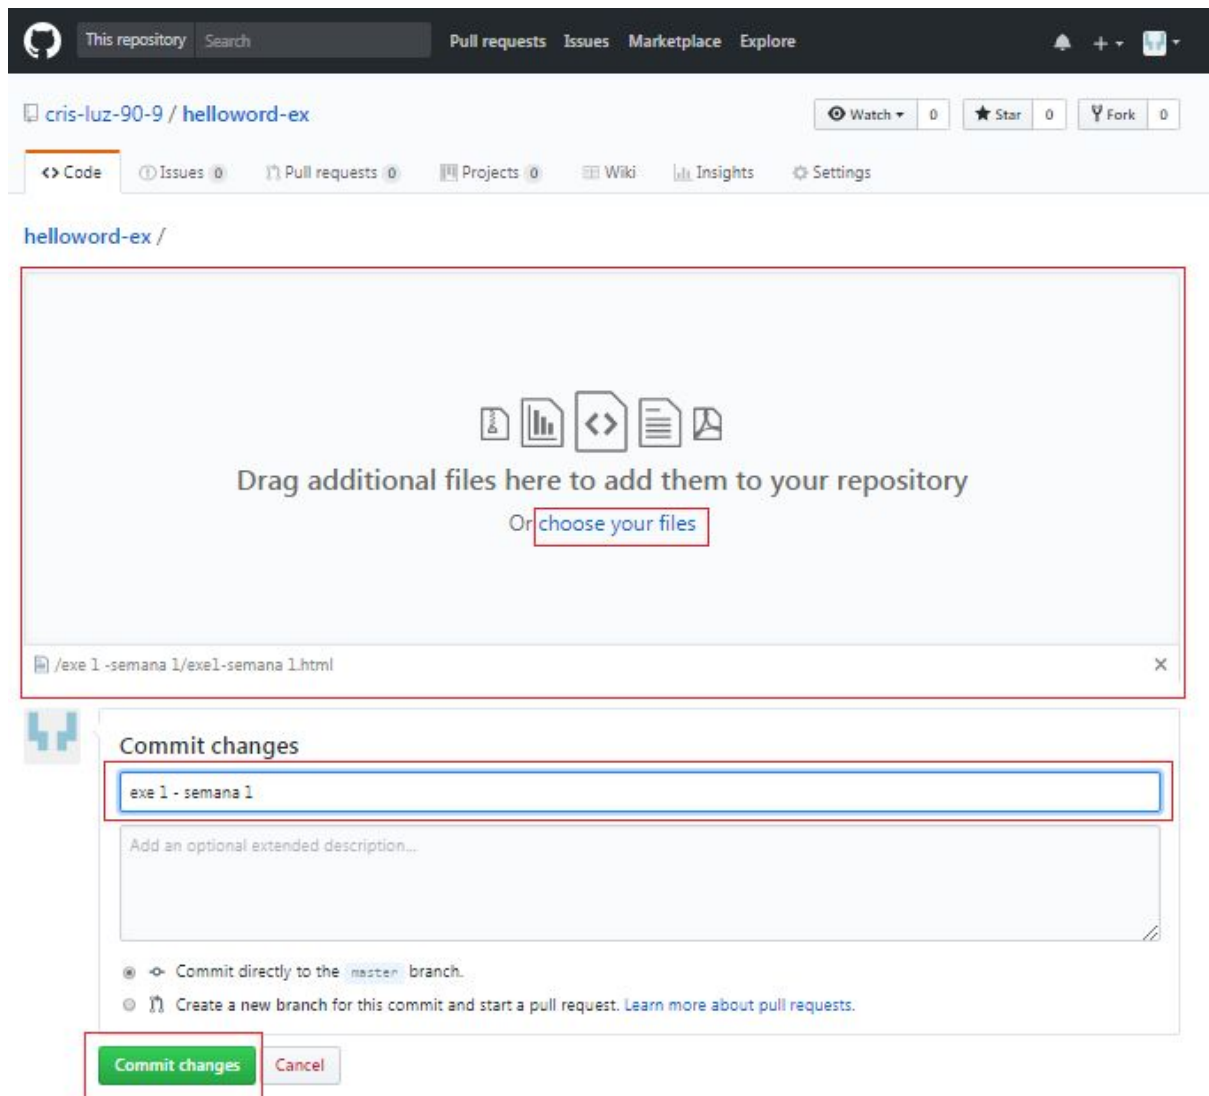 This repository Search Pull requests Issues Marketplace Explore
cris-luz-90-9 / helloword-ex Watch 0 Star 0 Fork 0
<> Code Issues 0 Pull requests 0 Projects 0 Wiki Insights Settings
helloword-ex /
Drag additional files here to add them to your repository
Or choose your files
/exe 1 -semana 1/exe1-semana 1.html
Commit changes
exe 1 - semana 1
Add an optional extended description...
Commit directly to the master branch.
Create a new branch for this commit and start a pull request. Learn more about pull requests.
Commit changes Cancel